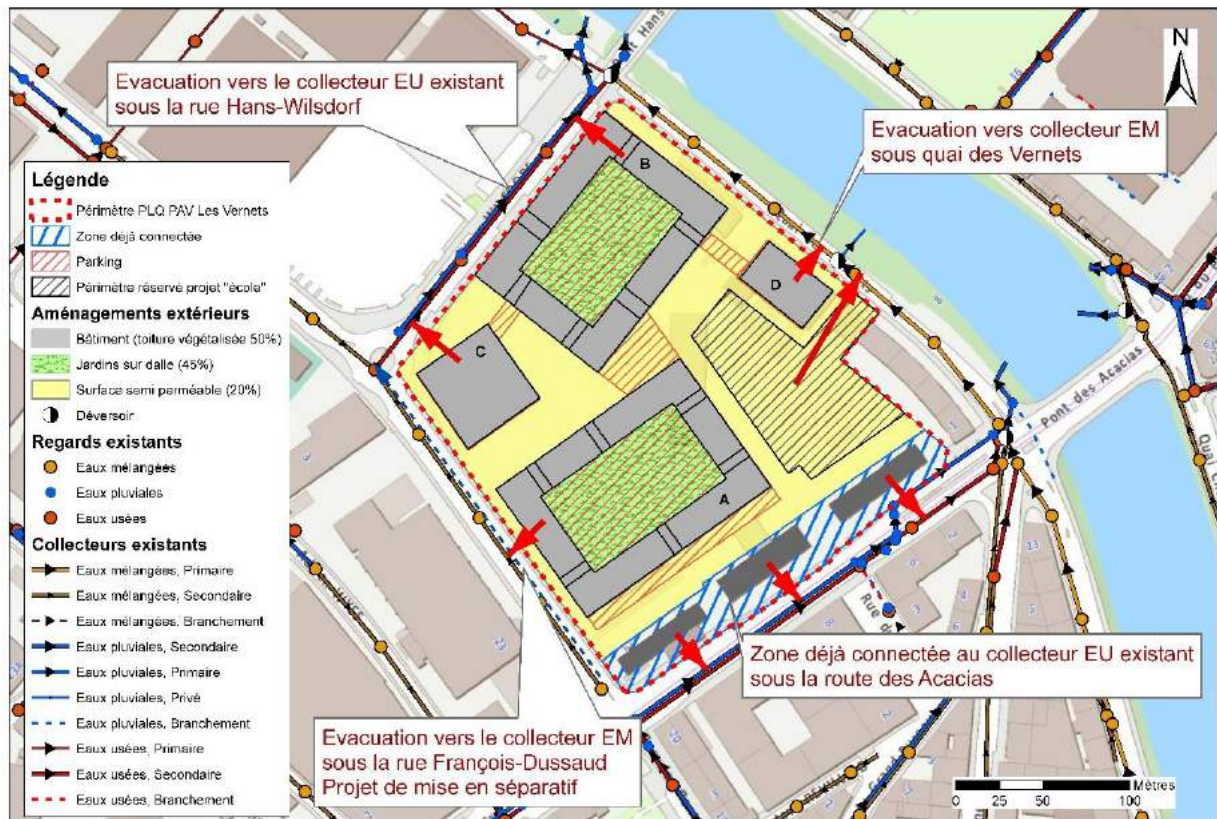 Evacuation vers le collecteur EU existant
sous la rue Hans-Wilsdorf
N
Evacuation vers collecteur EM
sous quai des Vernets
Légende
Périmètre PLQ PAV Les Vernets
Zone déjà connectée
Parking
Périmètre réservé projet "école"
Aménagements extérieurs
Bâtiment (toiture végétalisée 50%)
Jardins sur dalle (45%)
Surface semi perméable (20%)
Déversoir
Regards existants
Eaux mélangées
Eaux pluviales
Eaux usées
Collecteurs existants
Eaux mélangées, Primaire
Eaux mélangées, Secondaire
Eaux mélangées, Branchement
Eaux pluviales, Secondaire
Eaux pluviales, Primaire
Eaux pluviales, Privé
Eaux pluviales, Branchement
Eaux usées, Primaire
Eaux usées, Secondaire
Eaux usées, Branchement
B
D
C
A
Pont des Acacias
Zone déjà connectée au collecteur EU existant
sous la route des Acacias
Evacuation vers le collecteur EM
sous la rue François-Dussaud
Projet de mise en séparatif
Mètres
0 25 50 100